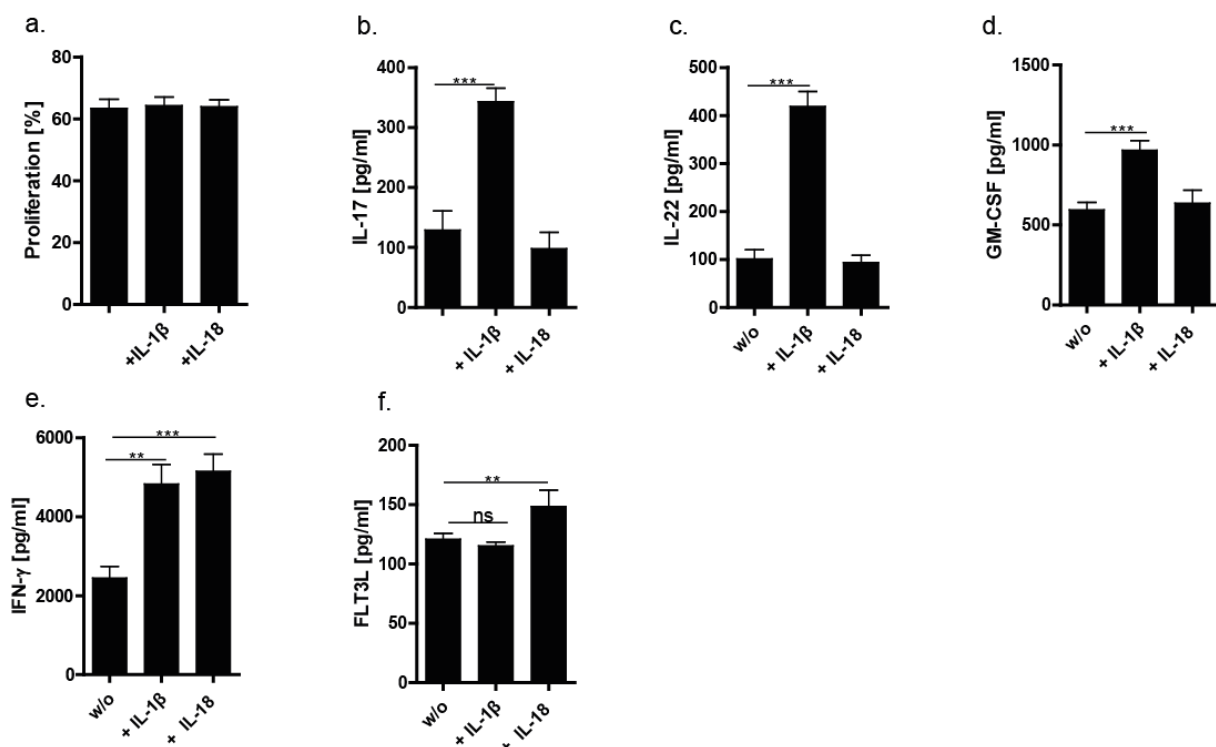 a.
Proliferation [%]
80
60
40
20
0
+IL-1β
+IL-18
b.
IL-17 [pg/ml]
400
300
200
100
0
***
+ IL-1β
+ IL-18
c.
IL-22 [pg/ml]
500
400
300
200
100
0
***
w/o
+ IL-1β
+ IL-18
d.
GM-CSF [pg/ml]
1500
1000
500
0
***
w/o
+ IL-1β
+ IL-18
e.
IFN-γ [pg/ml]
6000
4000
2000
0
***
**
w/o
+ IL-1β
+ IL-18
f.
FLT3L [pg/ml]
200
150
100
50
0
**
ns
w/o
+ IL-1β
+ IL-18